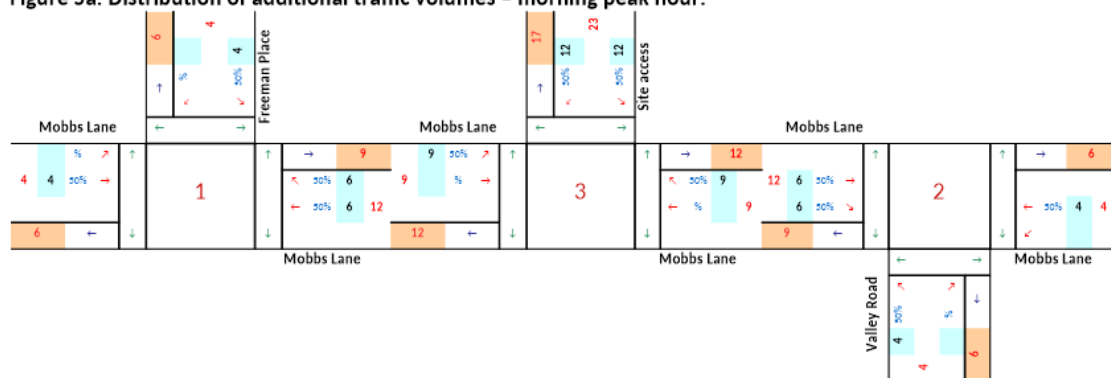 Figure 5a: Distribution of additional traffic volumes – morning peak hour.
6 4 4 % 50% Freeman Place
17 23 12 12 50% 50% Site access
Mobbs Lane Mobbs Lane Mobbs Lane
% 9 9 50% 12 6
4 4 50% 1 50% 6 9 % 3 50% 9 12 6 50% 2 50% 4 4
50% 6 12 % 9 6 50%
6 12 9
Mobbs Lane Mobbs Lane Mobbs Lane
Valley Road 50% % 4 4 6